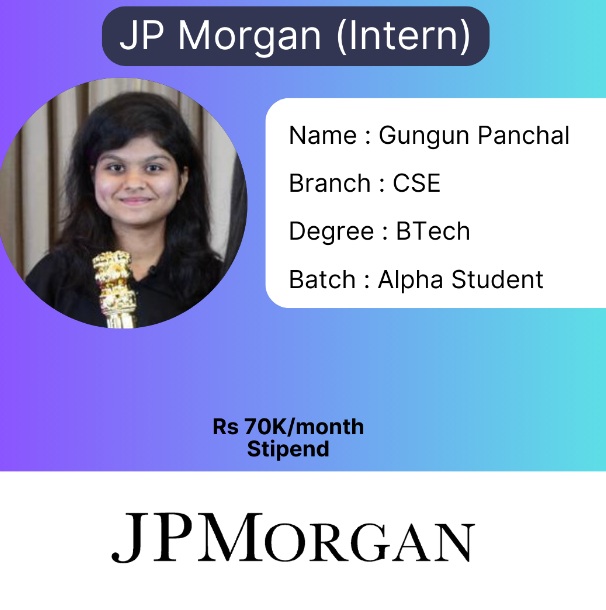 JP Morgan (Intern)
Name : Gungun Panchal
Branch : CSE
Degree : BTech
Batch : Alpha Student
Rs 70K/month
Stipend
JPMORGAN